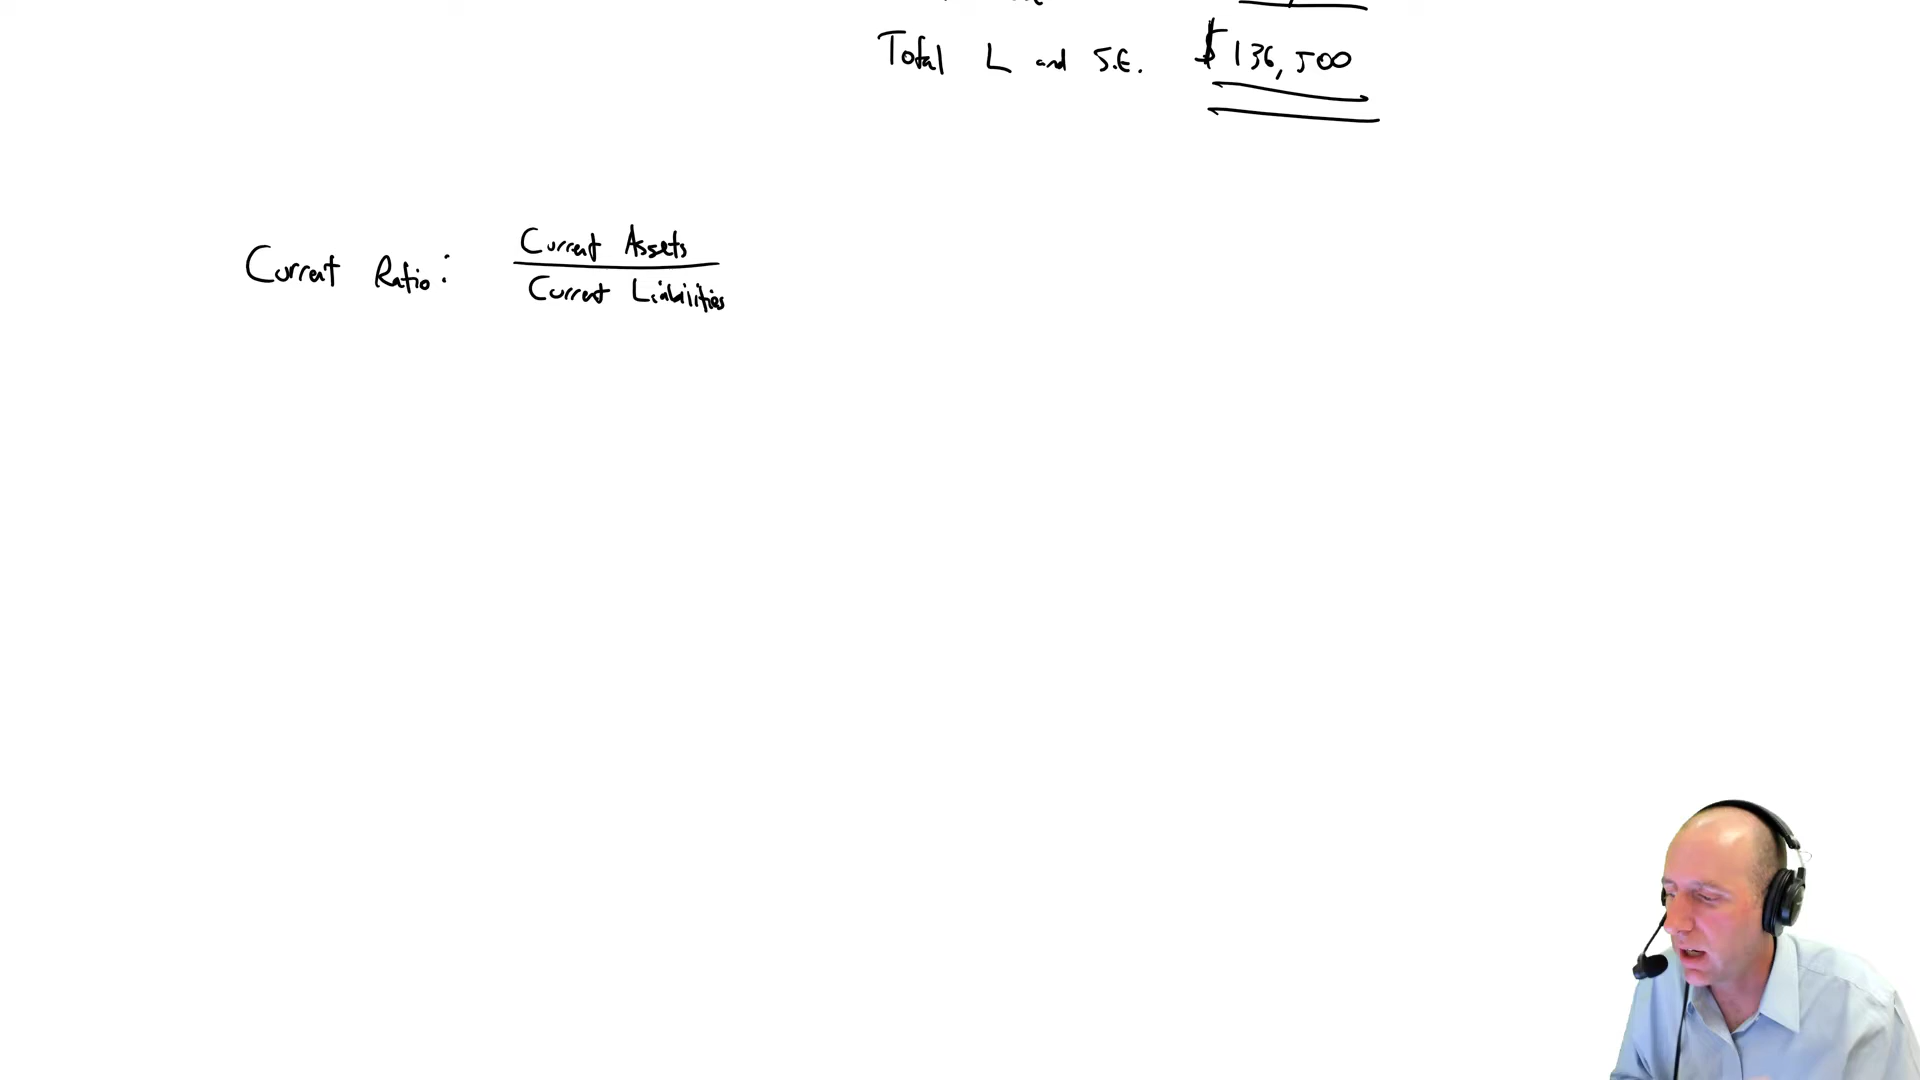 Total L and S.E. $136,500
Current Ratio: Current Assets
Current Liabilities